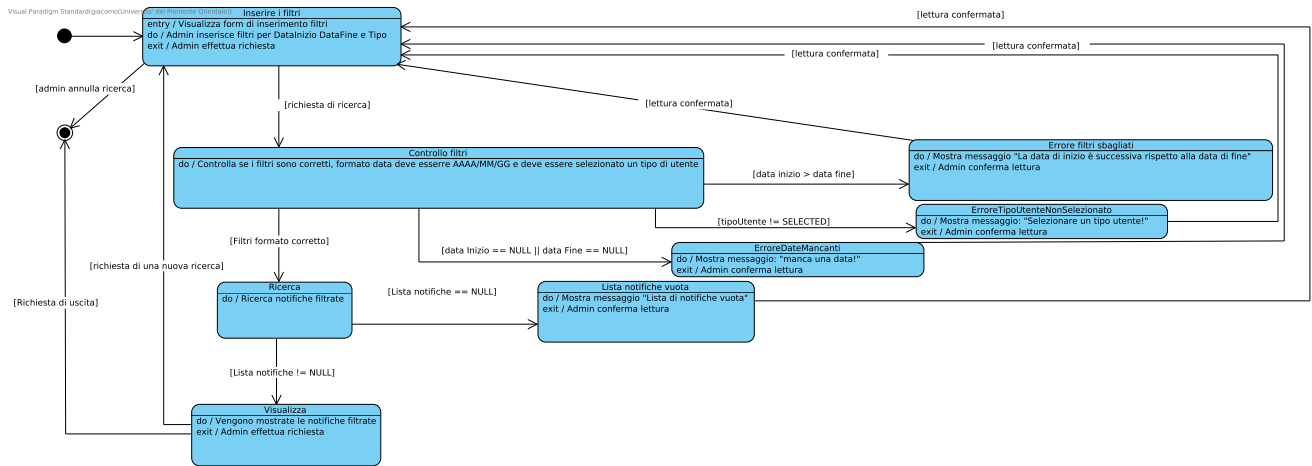 Visual Paradigm Standard(giacomo(Universita' del Piemonte Orientale))
Inserire i filtri
entry / Visualizza form di inserimento filtri
do / Admin inserisce filtri per DataInizio DataFine e Tipo
exit / Admin effettua richiesta
[lettura confermata]
[lettura confermata]
[lettura confermata]
[admin annulla ricerca]
[richiesta di ricerca]
[lettura confermata]
Controllo filtri
do / Controlla se i filtri sono corretti, formato data deve esserre AAAA/MM/GG e deve essere selezionato un tipo di utente
Errore filtri sbagliati
do / Mostra messaggio "La data di inizio è successiva rispetto alla data di fine"
exit / Admin conferma lettura
[data inizio > data fine]
[tipoUtente != SELECTED]
ErroreTipoUtenteNonSelezionato
do / Mostra messaggio: "Selezionare un tipo utente!"
exit / Admin conferma lettura
[Filtri formato corretto]
[data Inizio == NULL || data Fine == NULL]
ErroreDateMancanti
do / Mostra messaggio: "manca una data!"
exit / Admin conferma lettura
[richiesta di una nuova ricerca]
[Richiesta di uscita]
Ricerca
do / Ricerca notifiche filtrate
[Lista notifiche == NULL]
Lista notifiche vuota
do / Mostra messaggio "Lista di notifiche vuota"
exit / Admin conferma lettura
[Lista notifiche != NULL]
Visualizza
do / Vengono mostrate le notifiche filtrate
exit / Admin effettua richiesta